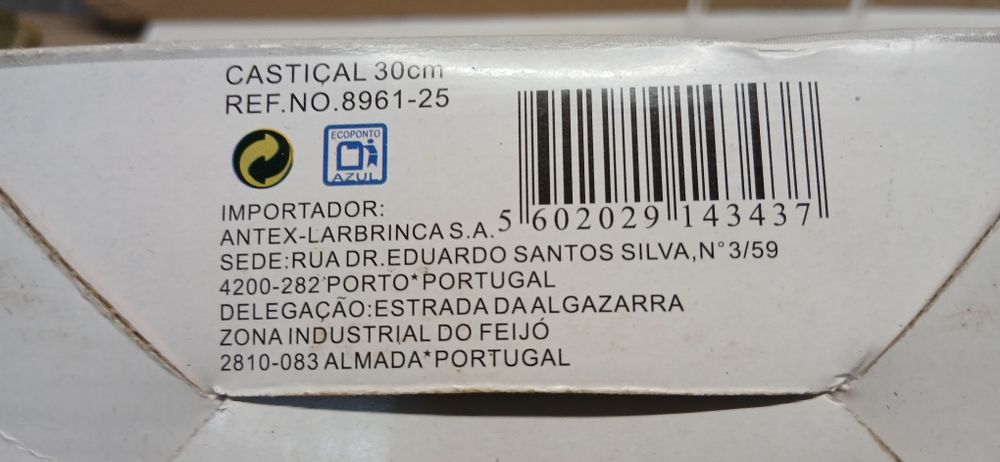 CASTIÇAL 30cm
REF.NO.8961-25
ECOPONTO
AZUL
5 602029 143437
IMPORTADOR:
ANTEX-LARBRINCA S.A.
SEDE:RUA DR.EDUARDO SANTOS SILVA,N°3/59
4200-282 PORTO*PORTUGAL
DELEGAÇÃO:ESTRADA DA ALGAZARRA
ZONA INDUSTRIAL DO FEIJÓ
2810-083 ALMADA*PORTUGAL